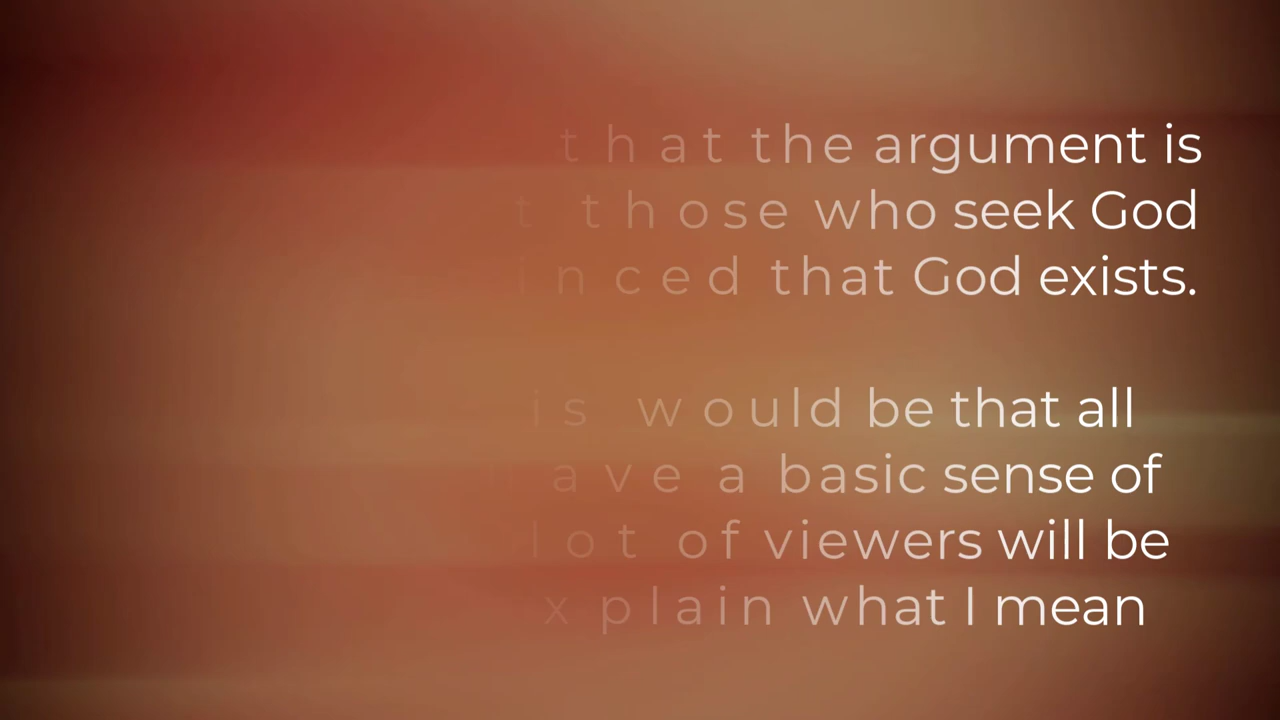 that the argument is
t those who seek God
inced that God exists.
is would be that all
ave a basic sense of
lot of viewers will be
xplain what I mean